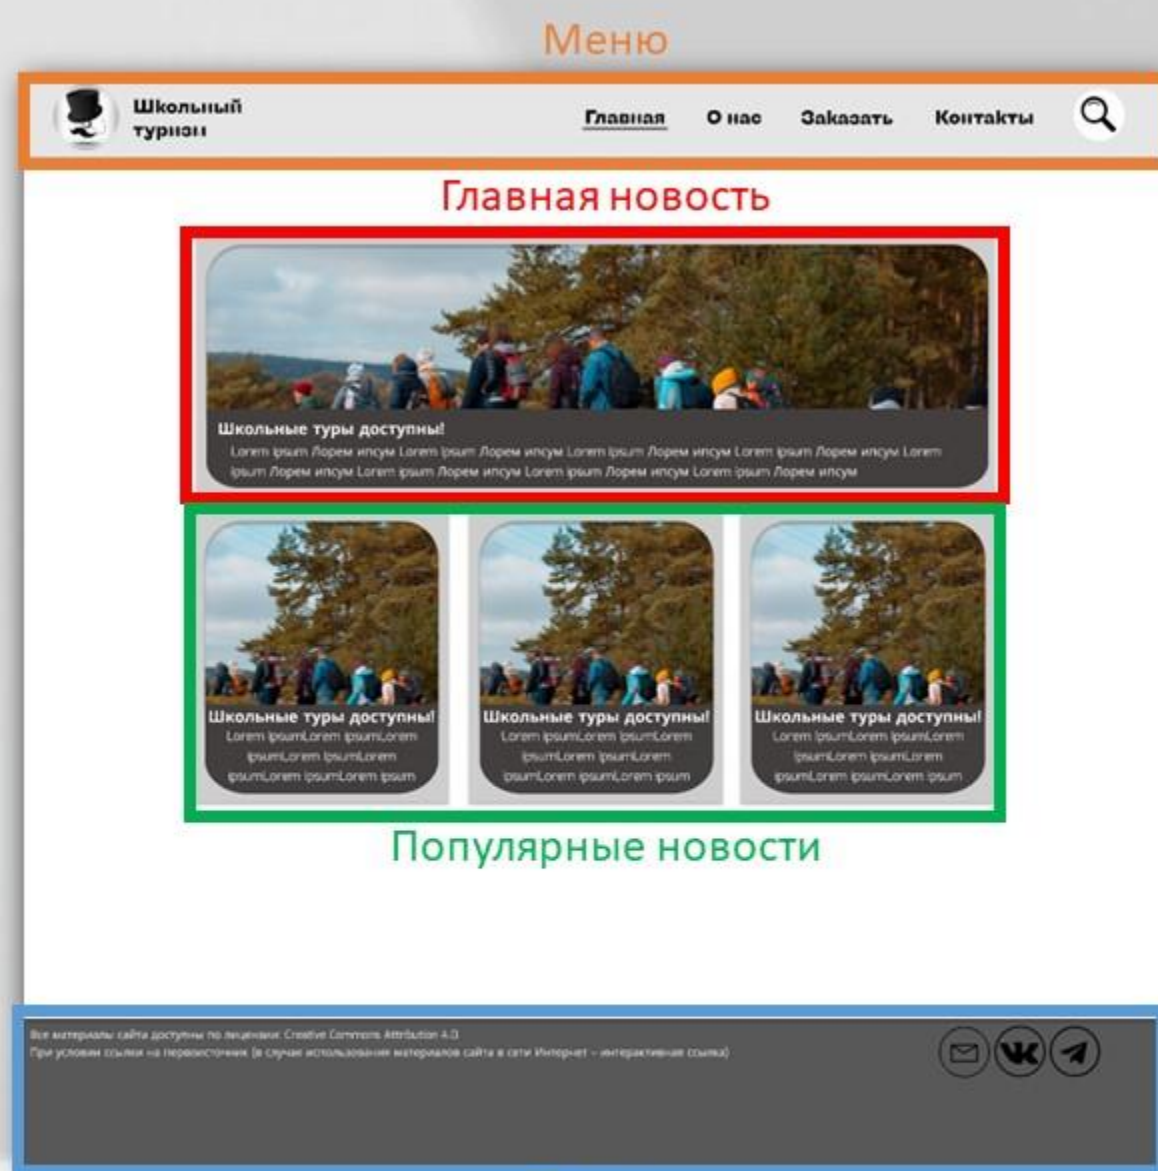 Меню
Школьный
туризм
Главная О нас Заказать Контакты
Главная новость
Школьные туры доступны!
Lorem ipsum Лорем ипсум Lorem Ipsum Лорем ипсум Lorem Ipsum Лорем ипсум Lorem ipsum Лорем ипсум Lorem
ipsum Лорем ипсум Lorem ipsum Лорем ипсум Lorem ipsum Лорем ипсум Lorem ipsum Лорем ипсум
Школьные туры доступны!
Lorem IpsumLorem IpsumLorem
IpsumLorem IpsumLorem
IpsumLorem IpsumLorem Ipsum
Школьные туры доступны!
Lorem IpsumLorem IpsumLorem
IpsumLorem IpsumLorem
IpsumLorem IpsumLorem Ipsum
Школьные туры доступны!
Lorem IpsumLorem IpsumLorem
IpsumLorem IpsumLorem
IpsumLorem IpsumLorem Ipsum
Популярные новости
Все материалы сайта доступны по лицензии: Creative Commons Attribution 4.0
При условии ссылки на первоисточник (в случае использования материалов сайта в сети Интернет – интерактивная ссылка)